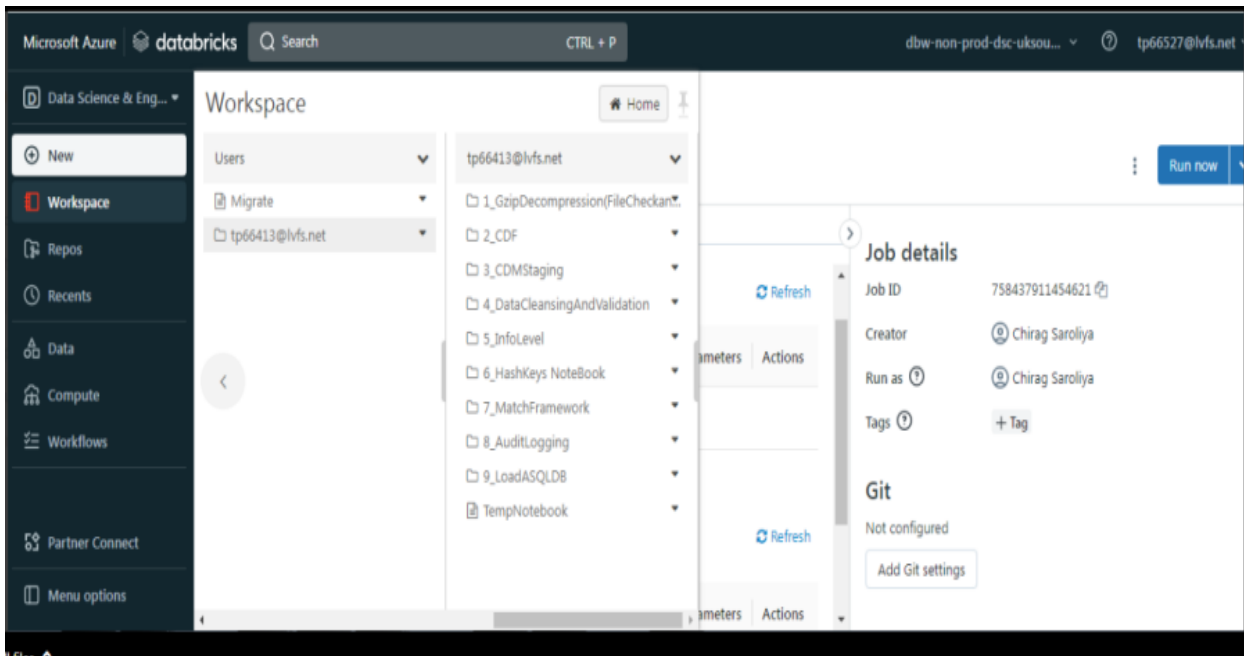 Microsoft Azure databricks Search CTRL + P dbw-non-prod-dsc-uksou... tp66527@lvfs.net
D Data Science & Eng...
New
Workspace
Repos
Recents
Data
Compute
Workflows
Partner Connect
Menu options
Workspace Home
Users
Migrate
tp66413@lvfs.net
tp66413@lvfs.net
1_GzipDecompression(FileCheckan...
2_CDF
3_CDMStaging
4_DataCleansingAndValidation
5_InfoLevel
6_HashKeys NoteBook
7_MatchFramework
8_AuditLogging
9_LoadASQLDB
TempNotebook
Run now
Refresh
ameters Actions
Refresh
ameters Actions
Job details
Job ID 758437911454621
Creator Chirag Saroliya
Run as Chirag Saroliya
Tags + Tag
Git
Not configured
Add Git settings